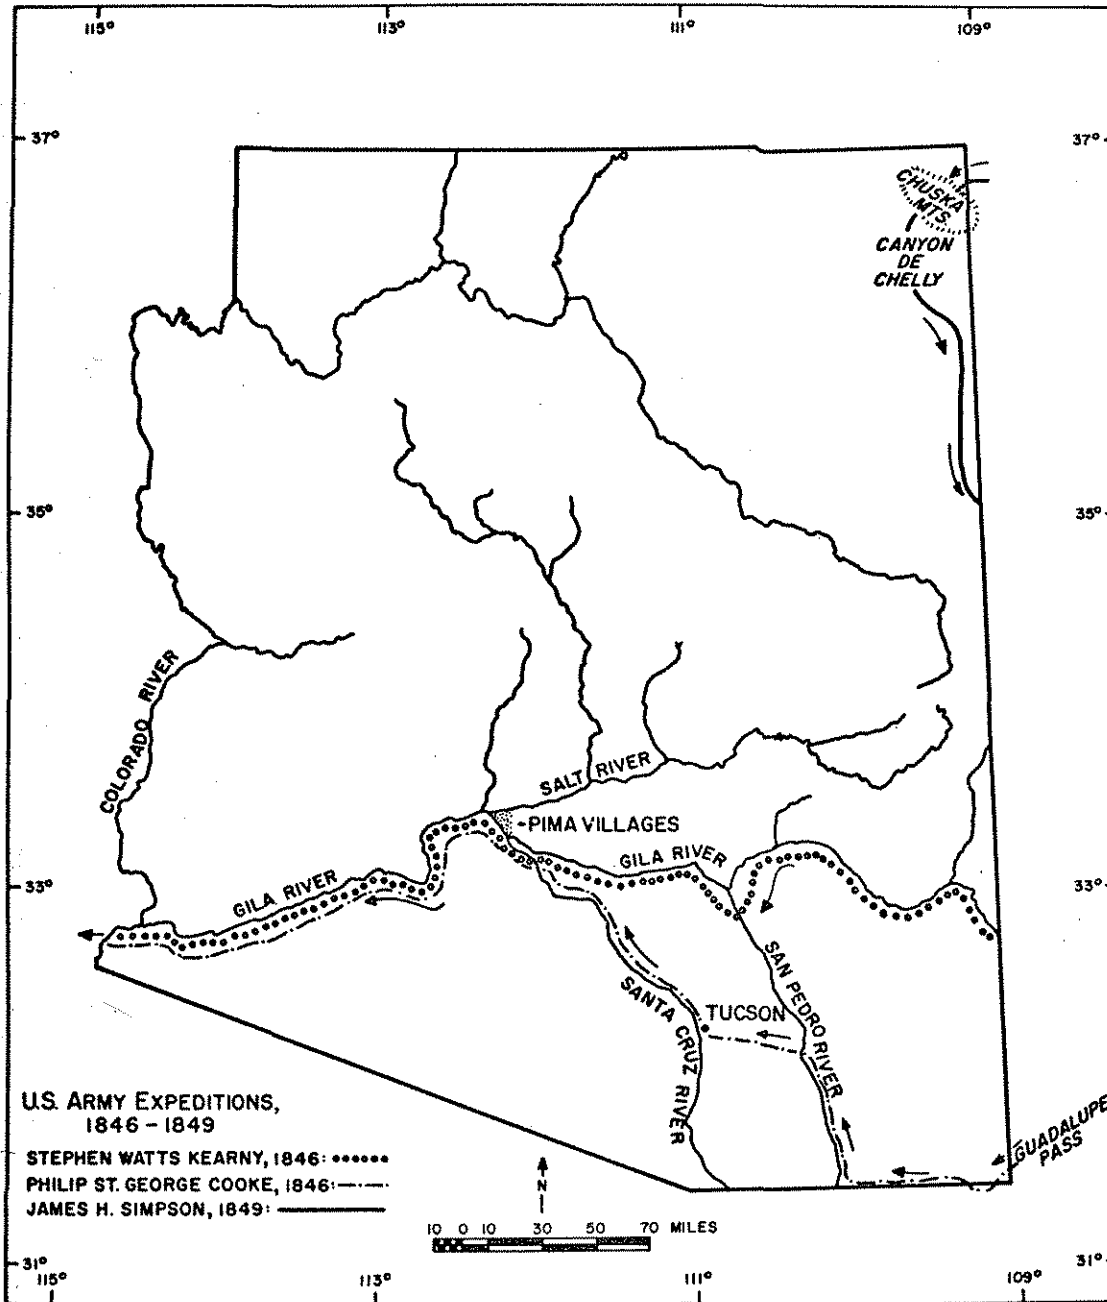 115° 113° 111° 109°
37° 37°
CHUSKA
MTS.
CANYON
DE
CHELLY
35° 35°
COLORADO RIVER
SALT RIVER
-PIMA VILLAGES
GILA RIVER
33° 33°
GILA RIVER
SAN PEDRO RIVER
SANTA CRUZ RIVER
TUCSON
U.S. ARMY EXPEDITIONS,
1846-1849
GUADALUPE
PASS
STEPHEN WATTS KEARNY, 1846:
PHILIP ST. GEORGE COOKE, 1846:
JAMES H. SIMPSON, 1849:
N
10 0 10 30 50 70 MILES
31° 31°
115° 113° 111° 109°